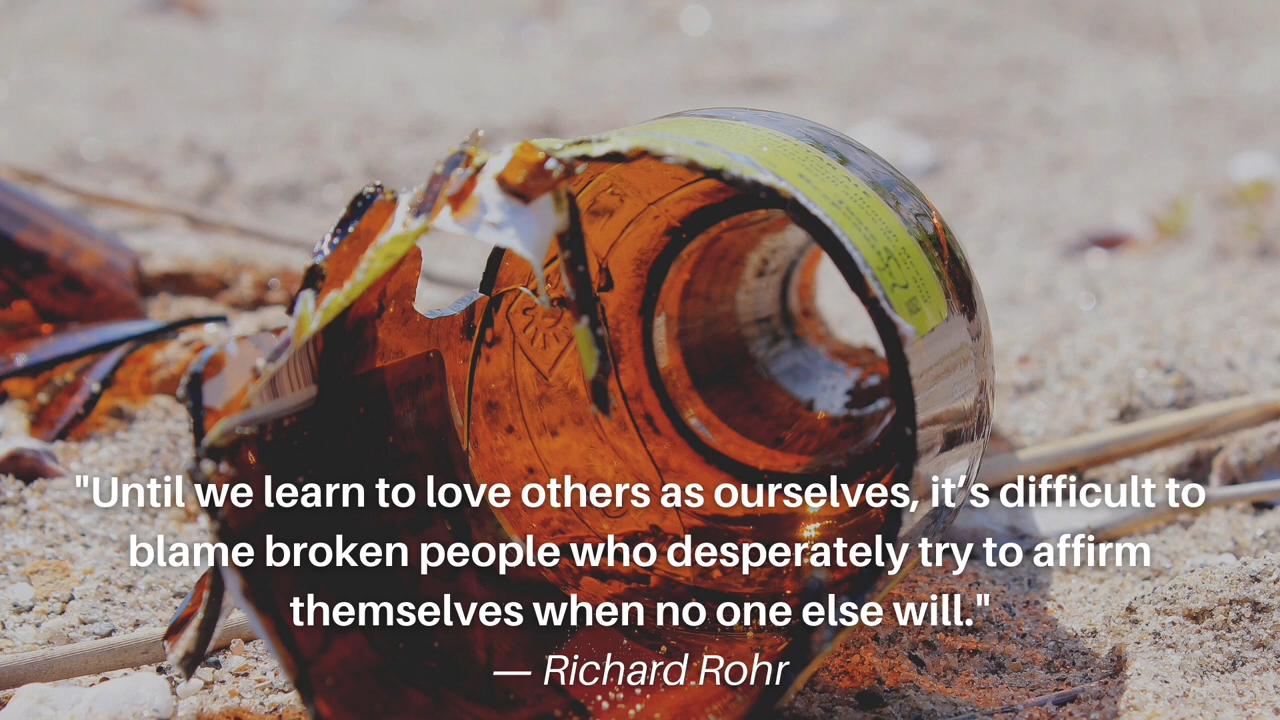 "Until we learn to love others as ourselves, it’s difficult to
blame broken people who desperately try to affirm
themselves when no one else will."
— Richard Rohr